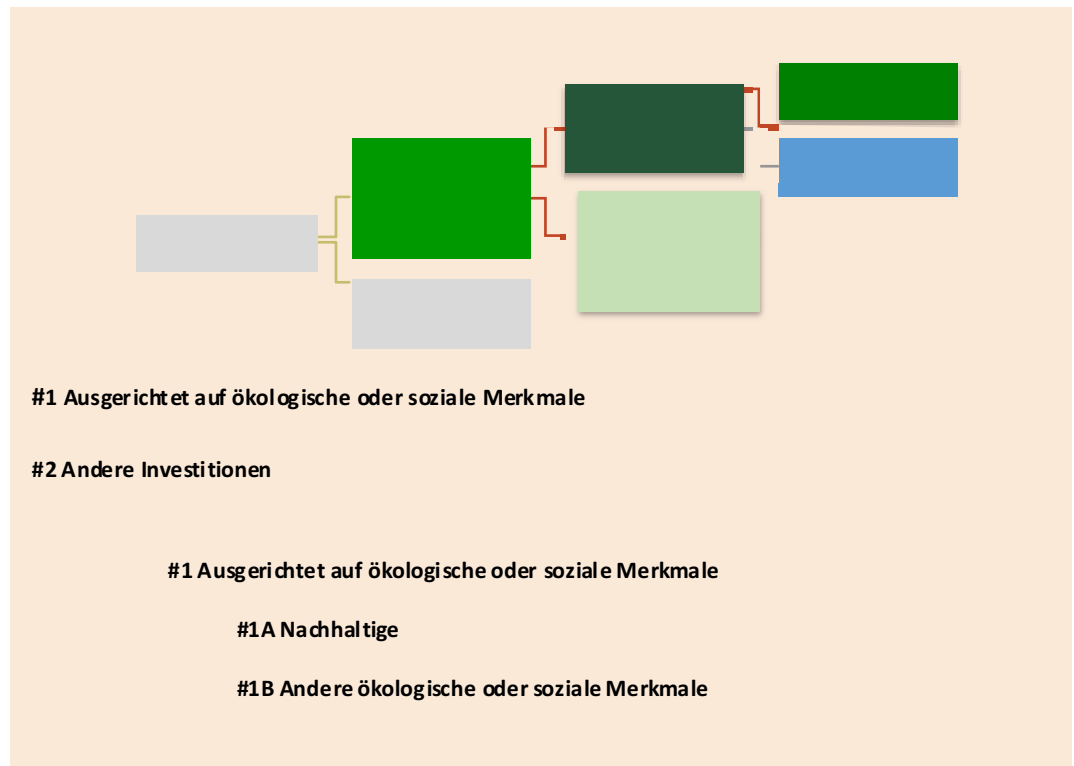 #1 Ausgerichtet auf ökologische oder soziale Merkmale
#2 Andere Investitionen
#1 Ausgerichtet auf ökologische oder soziale Merkmale
#1A Nachhaltige
#1B Andere ökologische oder soziale Merkmale